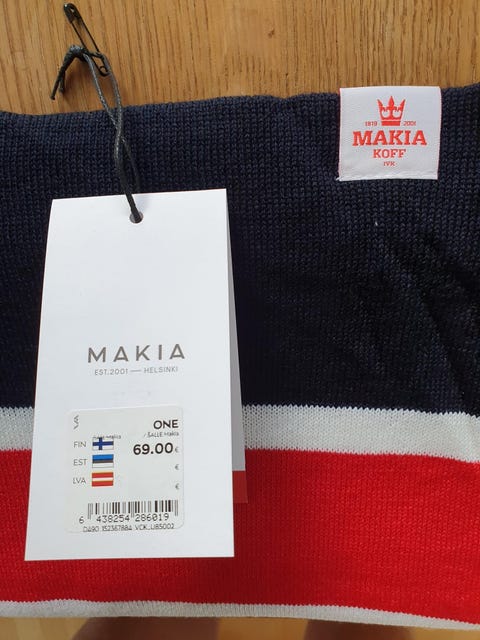 1819 2001
MAKIA
KOFF
IVK
MAKIA
EST.2001 — HELSINKI
ONE
/ SALLE Makia
FIN
69.00€
EST
€
LVA
€
6 438254 286019
D490_152367884_VCK_U85002